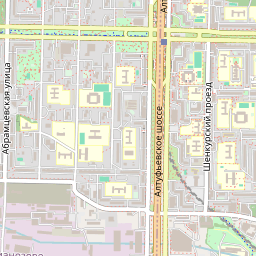 Абрамцевская улица
Алтуфьевское шоссе
Шенкурский проезд